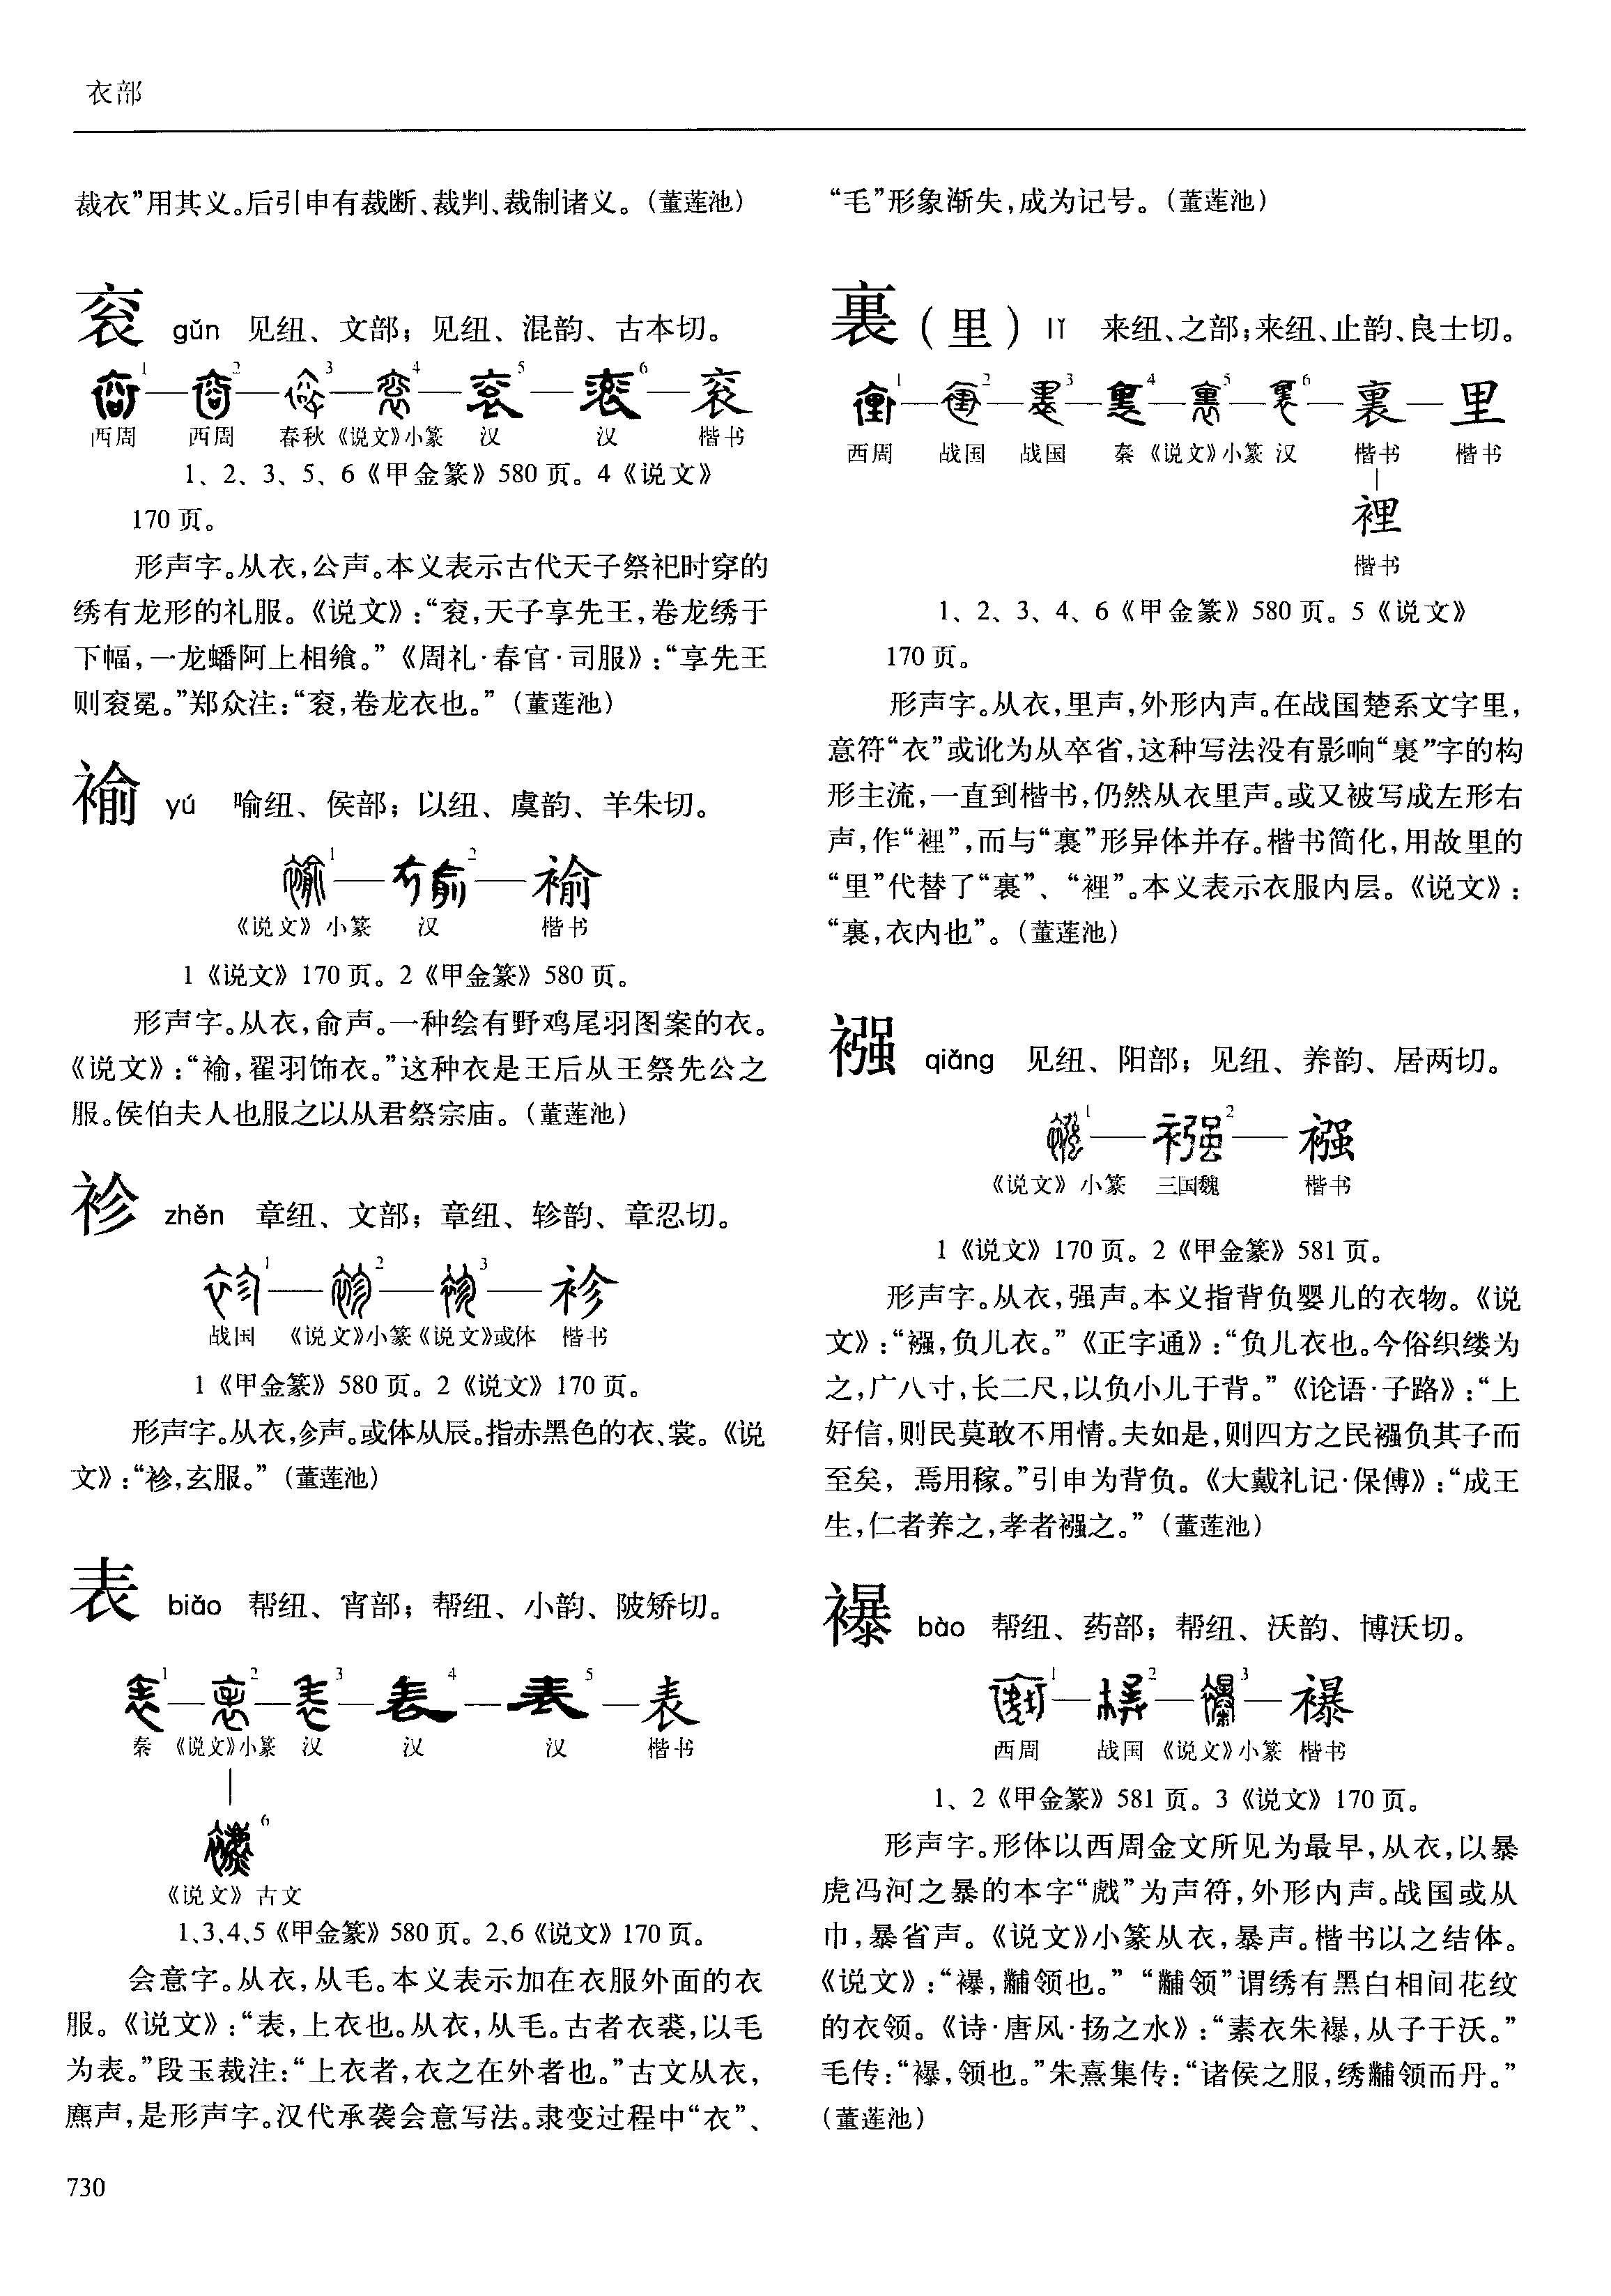 衣部
裁衣”用其义。后引申有裁断、裁判、裁制诸义。（董莲池）
衮 gǔn 见纽、文部；见纽、混韵、古本切。
1 — 2 — 3 — 4 — 5 — 6 — 衮
西周 西周 春秋 《说文》小篆 汉 汉 楷书
1、2、3、5、6《甲金篆》580页。4《说文》
170页。
形声字。从衣，公声。本义表示古代天子祭祀时穿的
绣有龙形的礼服。《说文》：“衮，天子享先王，卷龙绣于
下幅，一龙蟠阿上相飨。”《周礼·春官·司服》：“享先王
则衮冕。”郑众注：“衮，卷龙衣也。”（董莲池）
褕 yú 喻纽、侯部；以纽、虞韵、羊朱切。
1 — 2 — 褕
《说文》小篆 汉 楷书
1《说文》170页。2《甲金篆》580页。
形声字。从衣，俞声。一种绘有野鸡尾羽图案的衣。
《说文》：“褕，翟羽饰衣。”这种衣是王后从王祭先公之
服。侯伯夫人也服之以从君祭宗庙。（董莲池）
袗 zhěn 章纽、文部；章纽、轸韵、章忍切。
1 — 2 — 3 — 袗
战国 《说文》小篆 《说文》或体 楷书
1《甲金篆》580页。2《说文》170页。
形声字。从衣，㐱声。或体从辰。指赤黑色的衣、裳。《说
文》：“袗，玄服。”（董莲池）
表 biǎo 帮纽、宵部；帮纽、小韵、陂矫切。
1 — 2 — 3 — 4 — 5 — 表
秦 《说文》小篆 汉 汉 汉 楷书
6
《说文》古文
1、3、4、5《甲金篆》580页。2、6《说文》170页。
会意字。从衣，从毛。本义表示加在衣服外面的衣
服。《说文》：“表，上衣也。从衣，从毛。古者衣裘，以毛
为表。”段玉裁注：“上衣者，衣之在外者也。”古文从衣，
麃声，是形声字。汉代承袭会意写法。隶变过程中“衣”、
“毛”形象渐失，成为记号。（董莲池）
裏（里） lǐ 来纽、之部；来纽、止韵、良士切。
1 — 2 — 3 — 4 — 5 — 6 — 裏 — 里
西周 战国 战国 秦 《说文》小篆 汉 楷书 楷书
裡
楷书
1、2、3、4、6《甲金篆》580页。5《说文》
170页。
形声字。从衣，里声，外形内声。在战国楚系文字里，
意符“衣”或讹为从卒省，这种写法没有影响“裏”字的构
形主流，一直到楷书，仍然从衣里声。或又被写成左形右
声，作“裡”，而与“裏”形异体并存。楷书简化，用故里的
“里”代替了“裏”、“裡”。本义表示衣服内层。《说文》：
“裏，衣内也”。（董莲池）
襁 qiǎng 见纽、阳部；见纽、养韵、居两切。
1 — 2 — 襁
《说文》小篆 三国魏 楷书
1《说文》170页。2《甲金篆》581页。
形声字。从衣，强声。本义指背负婴儿的衣物。《说
文》：“襁，负儿衣。”《正字通》：“负儿衣也。今俗织缕为
之，广八寸，长二尺，以负小儿于背。”《论语·子路》：“上
好信，则民莫敢不用情。夫如是，则四方之民襁负其子而
至矣，焉用稼。”引申为背负。《大戴礼记·保傅》：“成王
生，仁者养之，孝者襁之。”（董莲池）
襮 bào 帮纽、药部；帮纽、沃韵、博沃切。
1 — 2 — 3 — 襮
西周 战国 《说文》小篆 楷书
1、2《甲金篆》581页。3《说文》170页。
形声字。形体以西周金文所见为最早，从衣，以暴
虎冯河之暴的本字“戲”为声符，外形内声。战国或从
巾，暴省声。《说文》小篆从衣，暴声。楷书以之结体。
《说文》：“襮，黼领也。”“黼领”谓绣有黑白相间花纹
的衣领。《诗·唐风·扬之水》：“素衣朱襮，从子于沃。”
毛传：“襮，领也。”朱熹集传：“诸侯之服，绣黼领而丹。”
（董莲池）
730